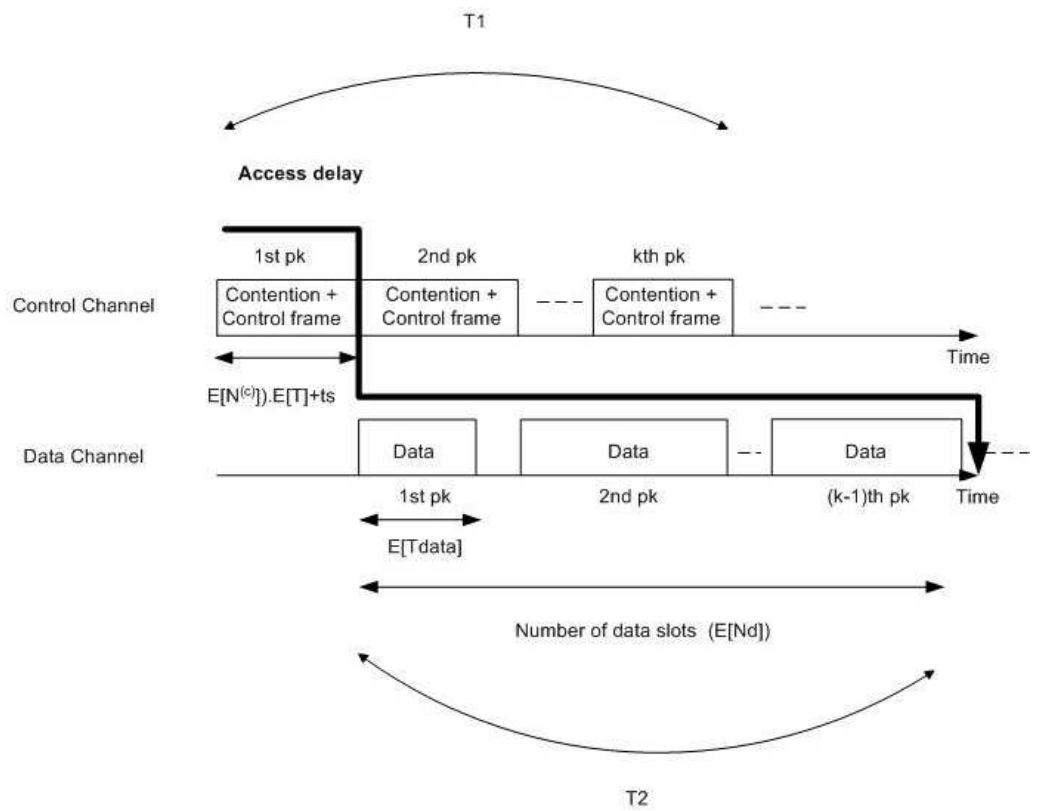 T1
Access delay
1st pk
2nd pk
kth pk
Control Channel
Contention +
Control frame
Contention +
Control frame
Contention +
Control frame
Time
E[N(c)]).E[T]+ts
Data Channel
Data
Data
Data
1st pk
2nd pk
(k-1)th pk
Time
E[Tdata]
Number of data slots (E[Nd])
T2